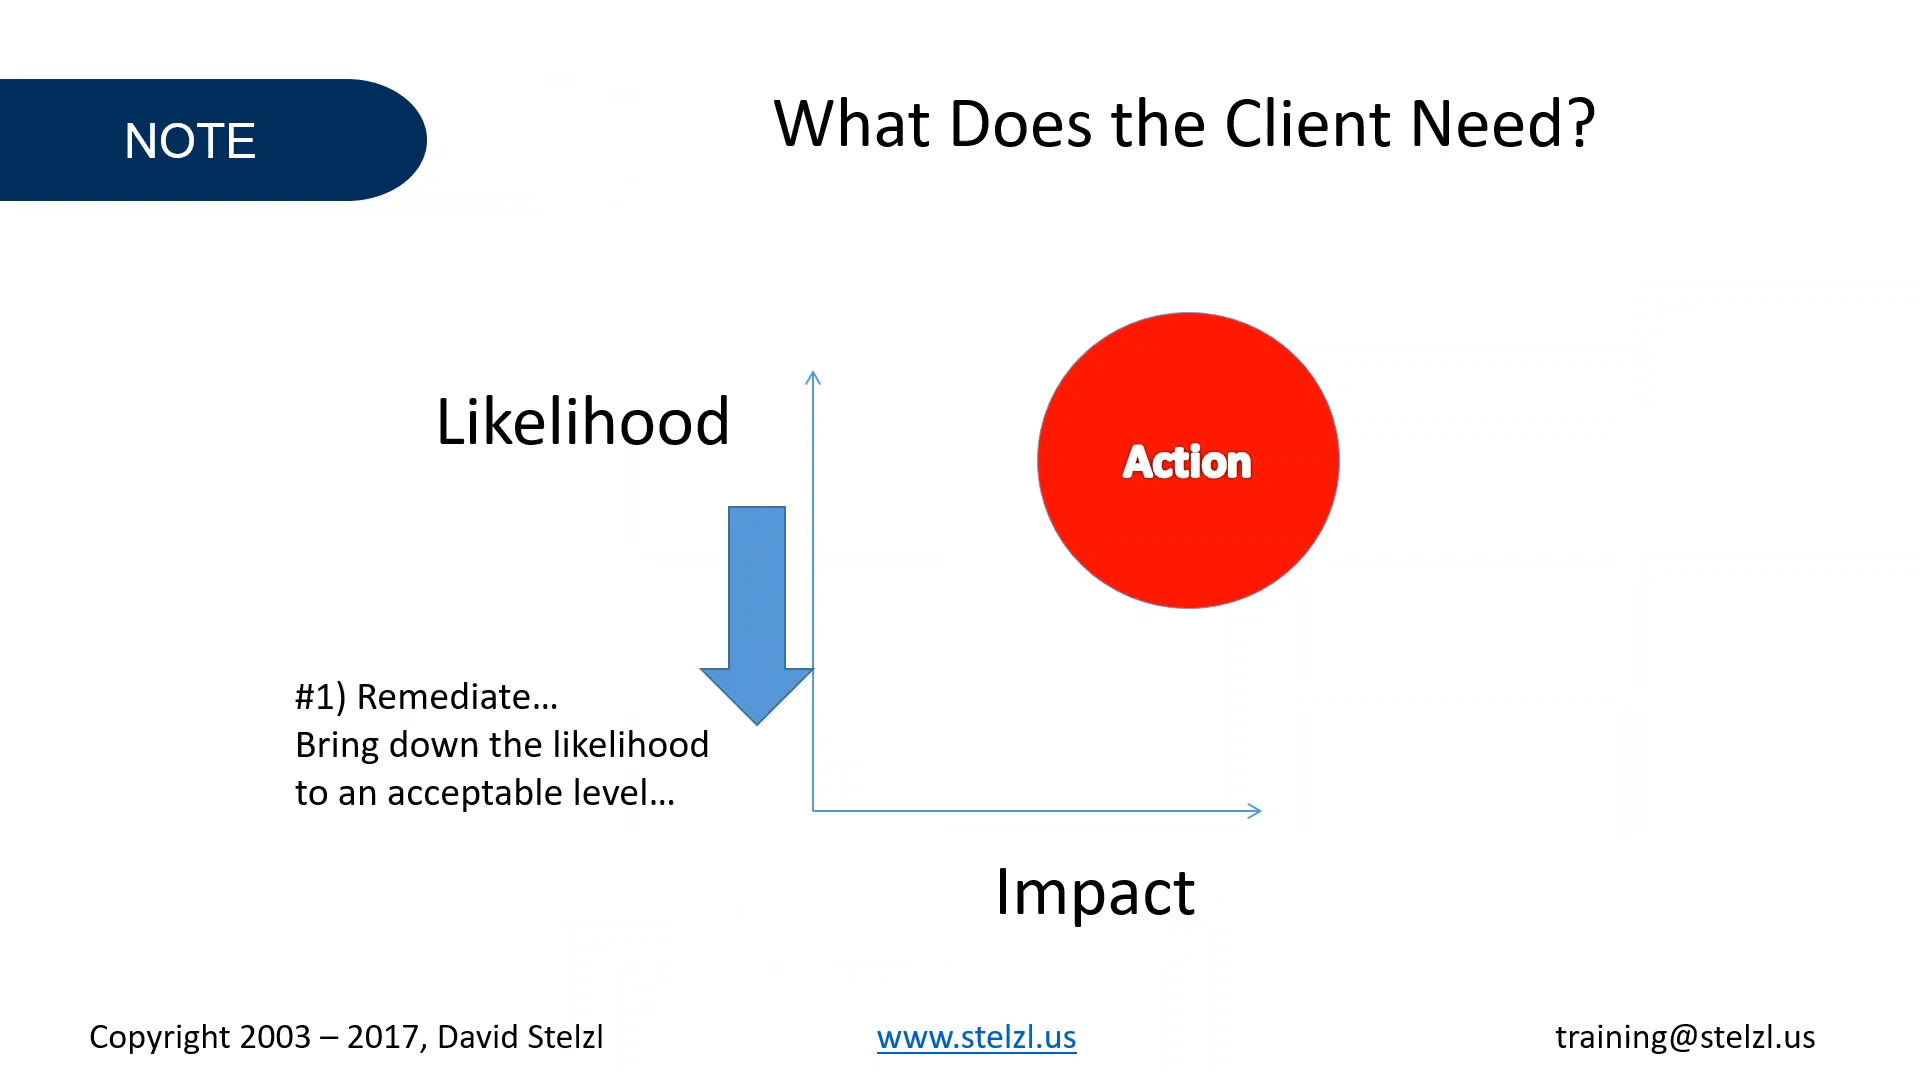 NOTE
What Does the Client Need?
Likelihood
Action
#1) Remediate...
Bring down the likelihood
to an acceptable level...
Impact
Copyright 2003 – 2017, David Stelzl
www.stelzl.us
training@stelzl.us